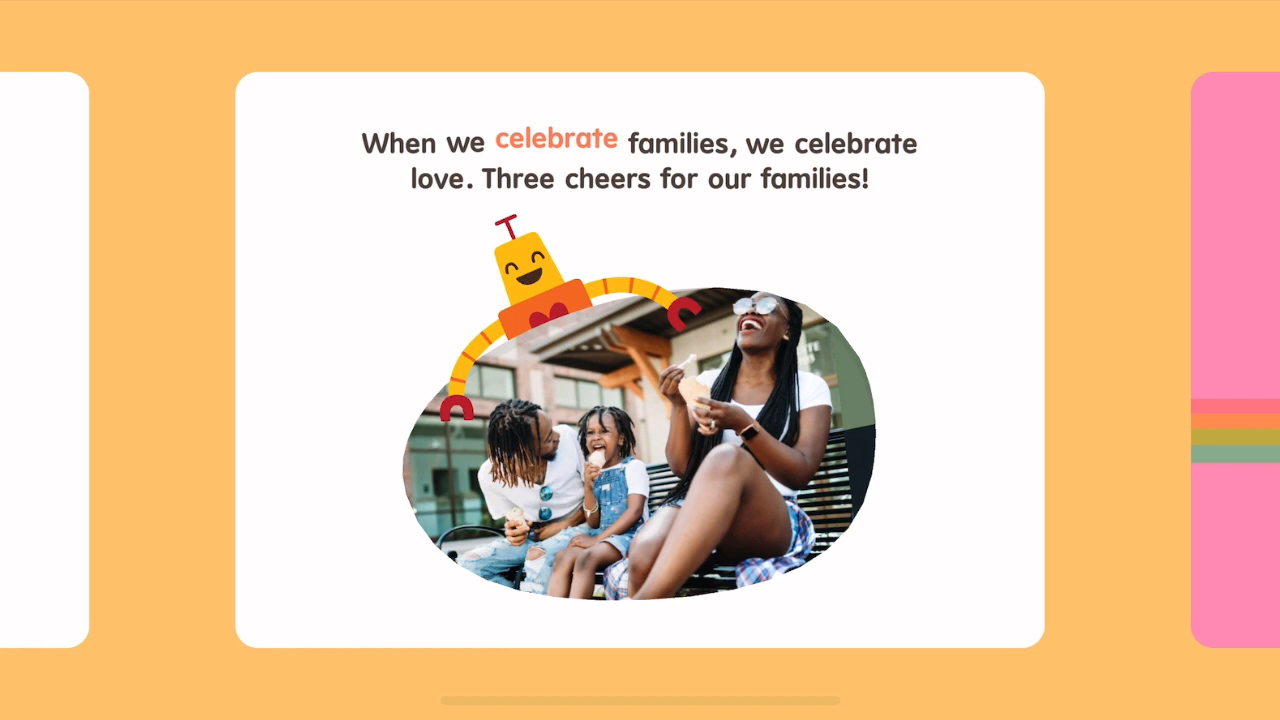 When we celebrate families, we celebrate
love. Three cheers for our families!